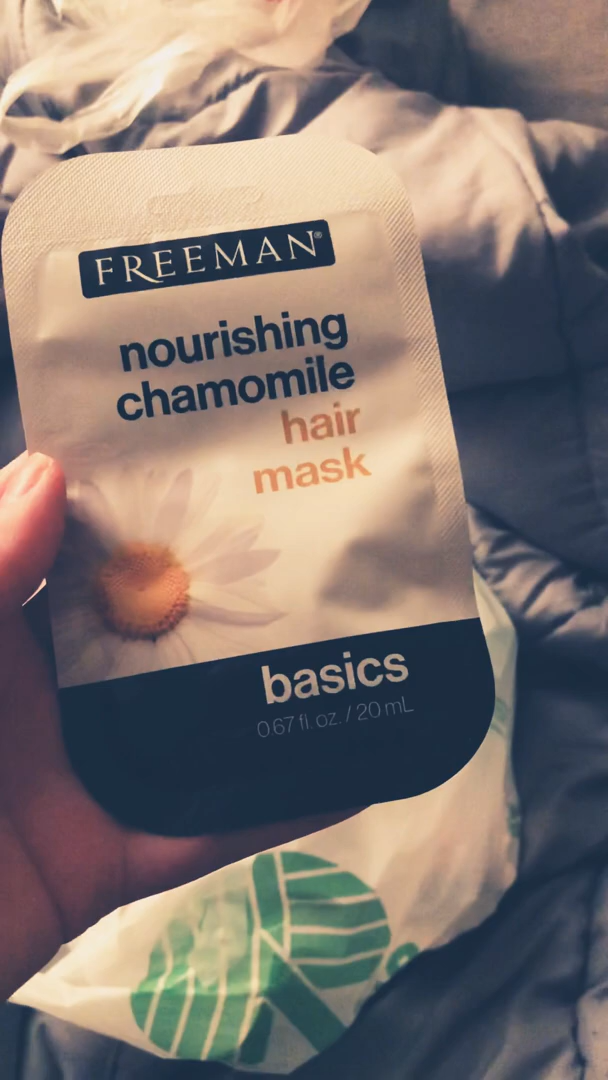 FREEMAN®
nourishing
chamomile
hair
mask
basics
0.67 fl. oz. / 20 mL